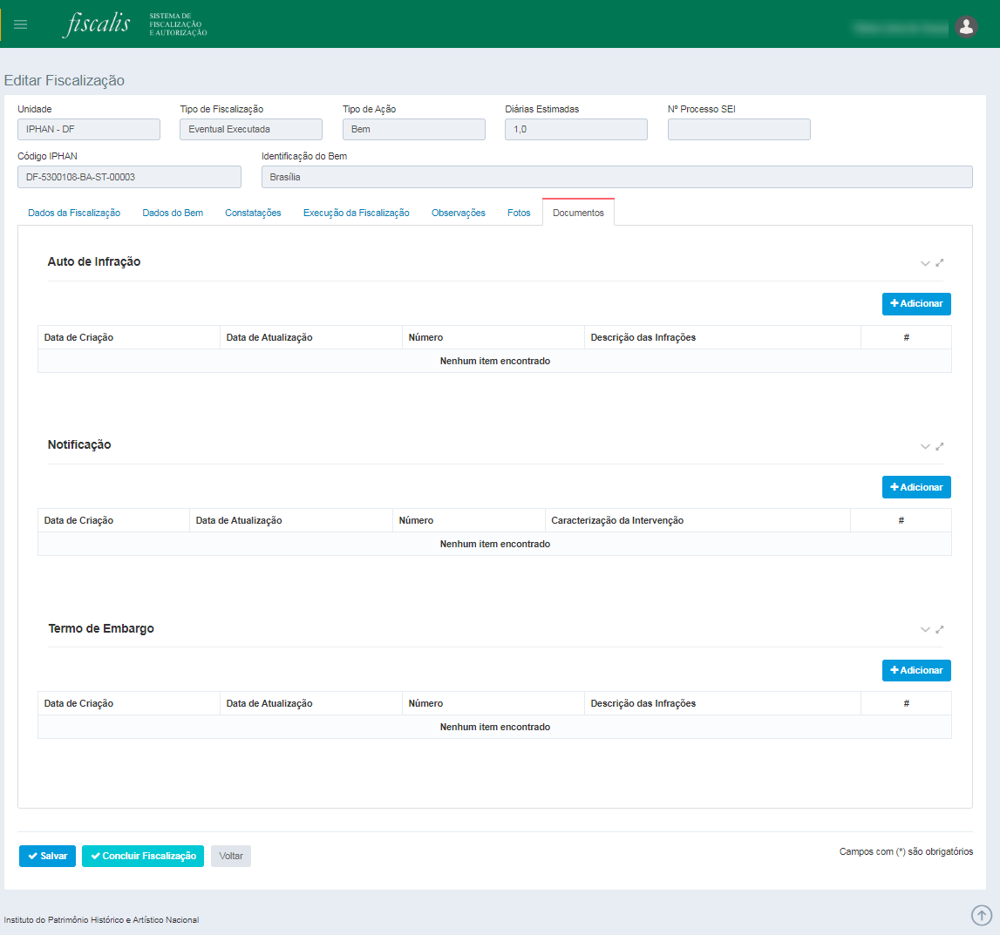 fiscalis
SISTEMA DE
FISCALIZAÇÃO
E AUTORIZAÇÃO
Editar Fiscalização
Unidade Tipo de Fiscalização Tipo de Ação Diárias Estimadas Nº Processo SEI
IPHAN - DF Eventual Executada Bem 1,0
Código IPHAN Identificação do Bem
DF-5300108-BA-ST-00003 Brasília
Dados da Fiscalização Dados do Bem Constatações Execução da Fiscalização Observações Fotos Documentos
Auto de Infração
Adicionar
Data de Criação Data de Atualização Número Descrição das Infrações #
Nenhum item encontrado
Notificação
Adicionar
Data de Criação Data de Atualização Número Caracterização da Intervenção #
Nenhum item encontrado
Termo de Embargo
Adicionar
Data de Criação Data de Atualização Número Descrição das Infrações #
Nenhum item encontrado
Salvar Concluir Fiscalização Voltar Campos com (*) são obrigatórios
Instituto do Patrimônio Histórico e Artístico Nacional